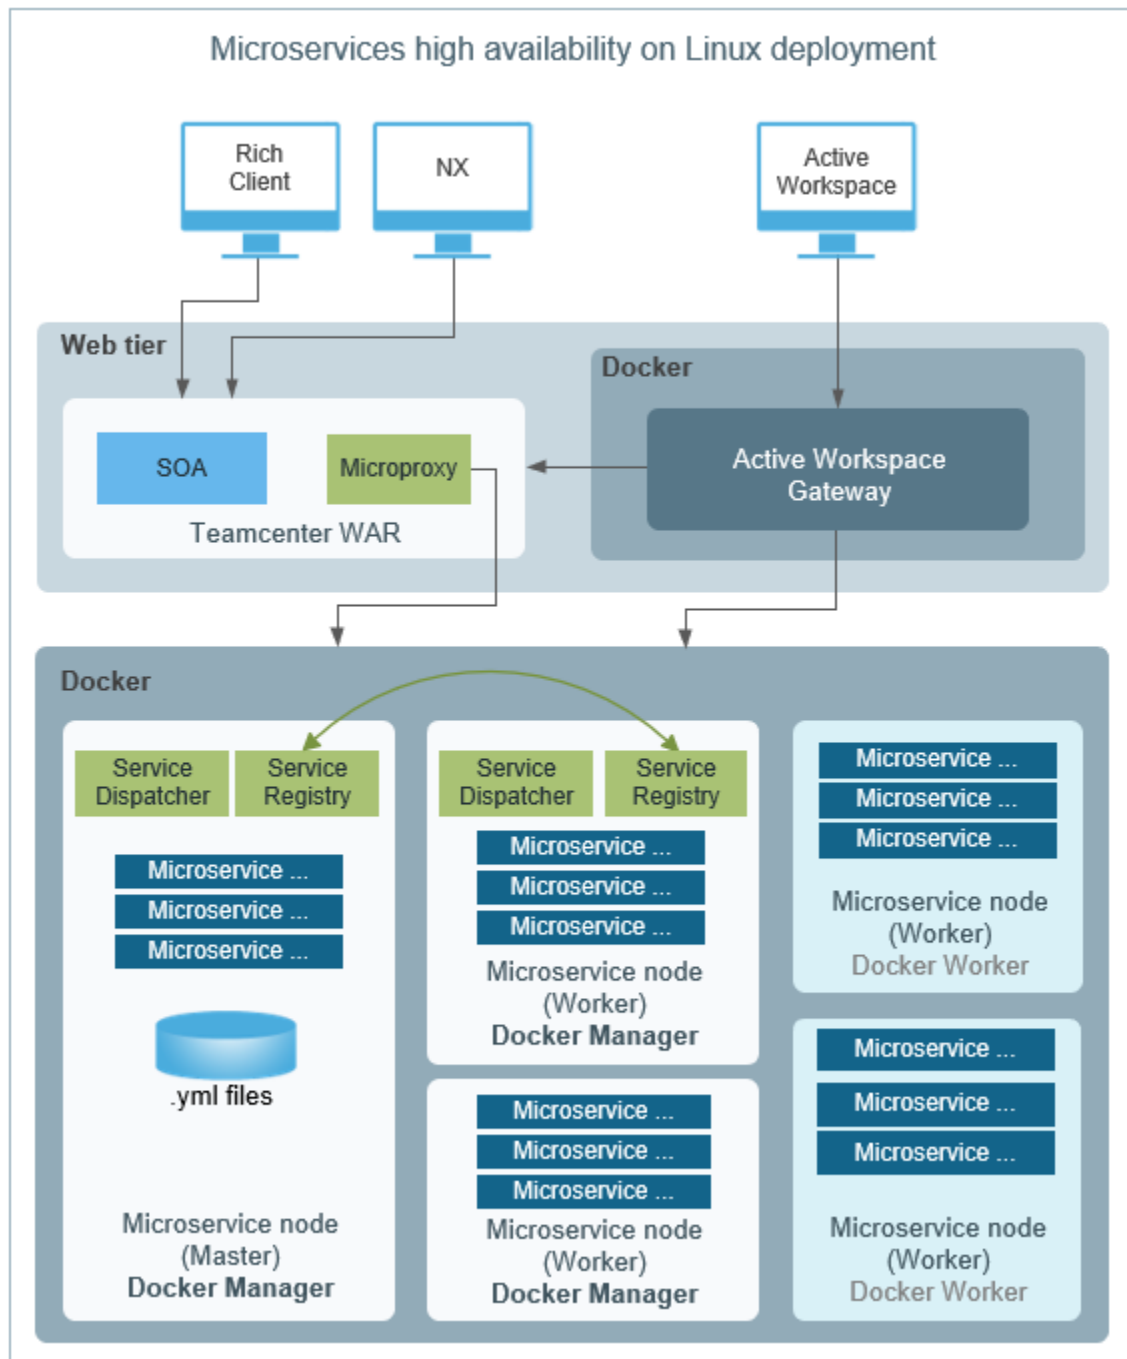 Microservices high availability on Linux deployment
Rich
Client
NX
Active
Workspace
Web tier
Docker
SOA
Microproxy
Teamcenter WAR
Active Workspace
Gateway
Docker
Service
Dispatcher
Service
Registry
Microservice ...
Microservice ...
Microservice ...
.yml files
Microservice node
(Master)
Docker Manager
Service
Dispatcher
Service
Registry
Microservice ...
Microservice ...
Microservice ...
Microservice node
(Worker)
Docker Manager
Microservice ...
Microservice ...
Microservice ...
Microservice node
(Worker)
Docker Manager
Microservice ...
Microservice ...
Microservice ...
Microservice node
(Worker)
Docker Worker
Microservice ...
Microservice ...
Microservice ...
Microservice node
(Worker)
Docker Worker